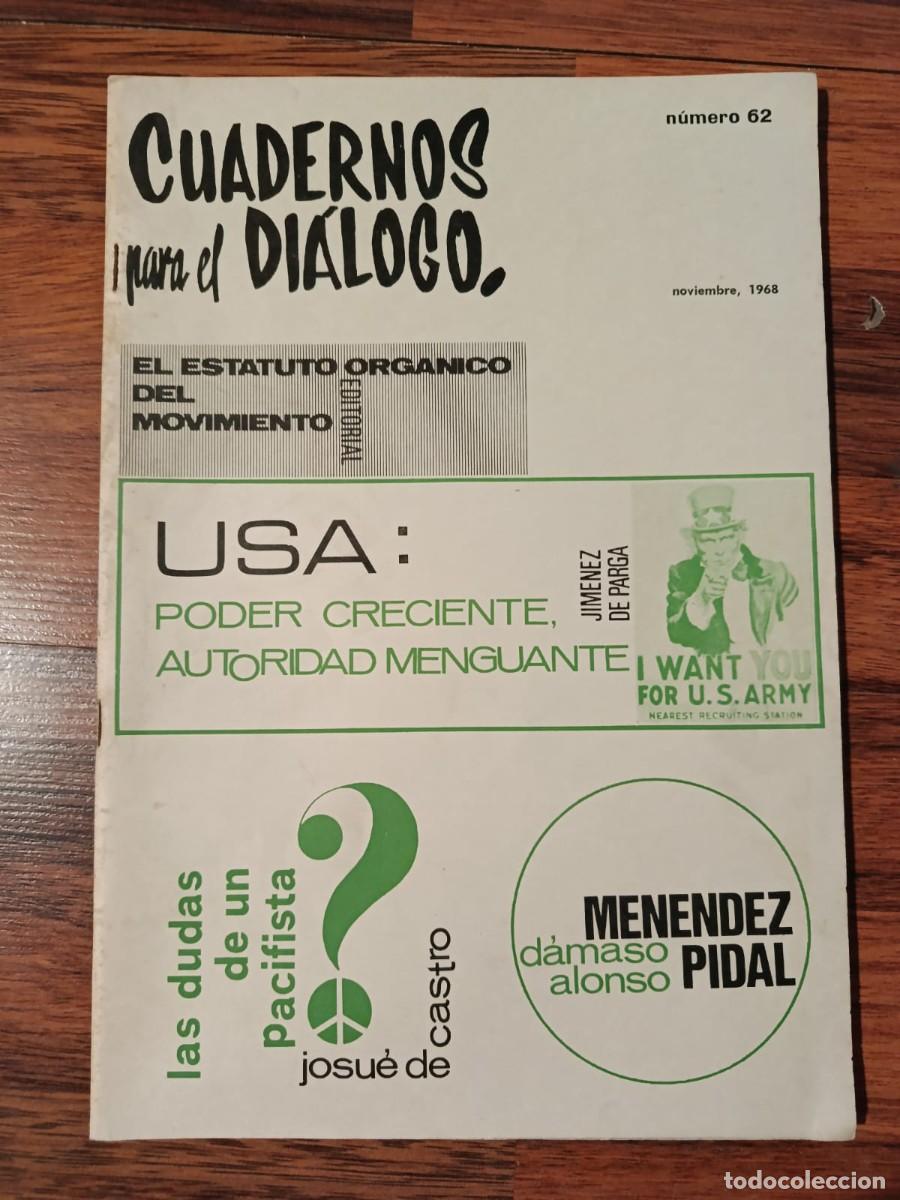 CUADERNOS
para el DIÁLOGO.
número 62
noviembre, 1968
EL ESTATUTO ORGANICO
DEL
MOVIMIENTO
EDITORIAL
USA:
PODER CRECIENTE,
AUTORIDAD MENGUANTE
JIMENEZ
DE PARGA
I WANT YOU
FOR U.S. ARMY
NEAREST RECRUITING STATION
las dudas
de un
pacifista
josué de
castro
MENENDEZ
PIDAL
dámaso
alonso
todocoleccion